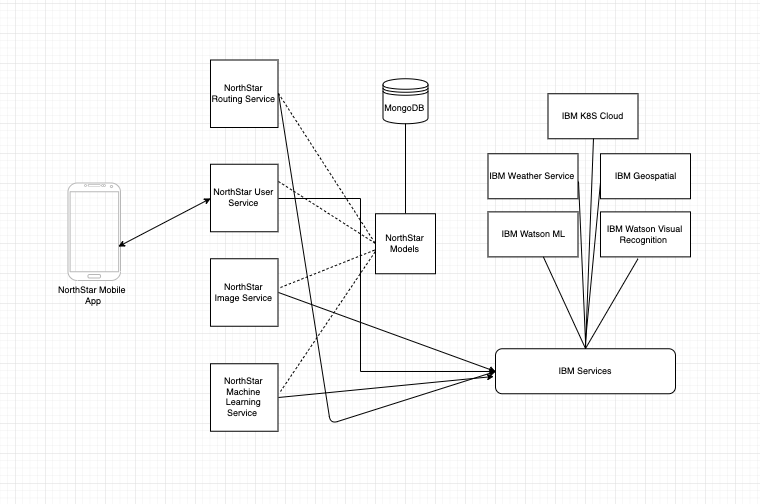 NorthStar
Routing Service
MongoDB
IBM K8S Cloud
IBM Weather Service
IBM Geospatial
NorthStar User
Service
NorthStar
Models
IBM Watson ML
IBM Watson Visual
Recognition
NorthStar Mobile
App
NorthStar
Image Service
IBM Services
NorthStar
Machine
Learning
Service